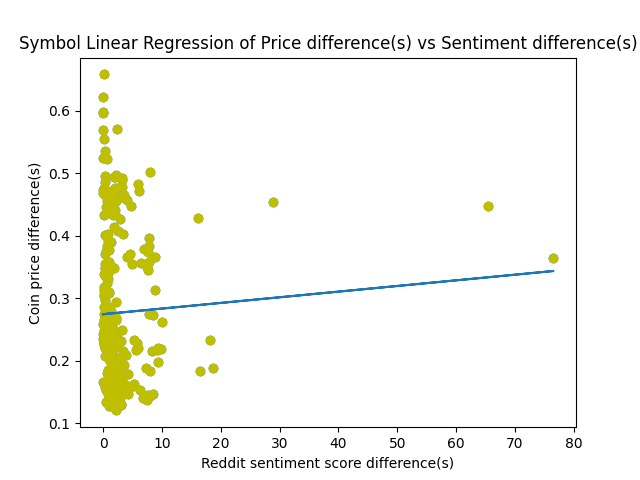 Symbol Linear Regression of Price difference(s) vs Sentiment difference(s)
Coin price difference(s)
0.6
0.5
0.4
0.3
0.2
0.1
0 10 20 30 40 50 60 70 80
Reddit sentiment score difference(s)